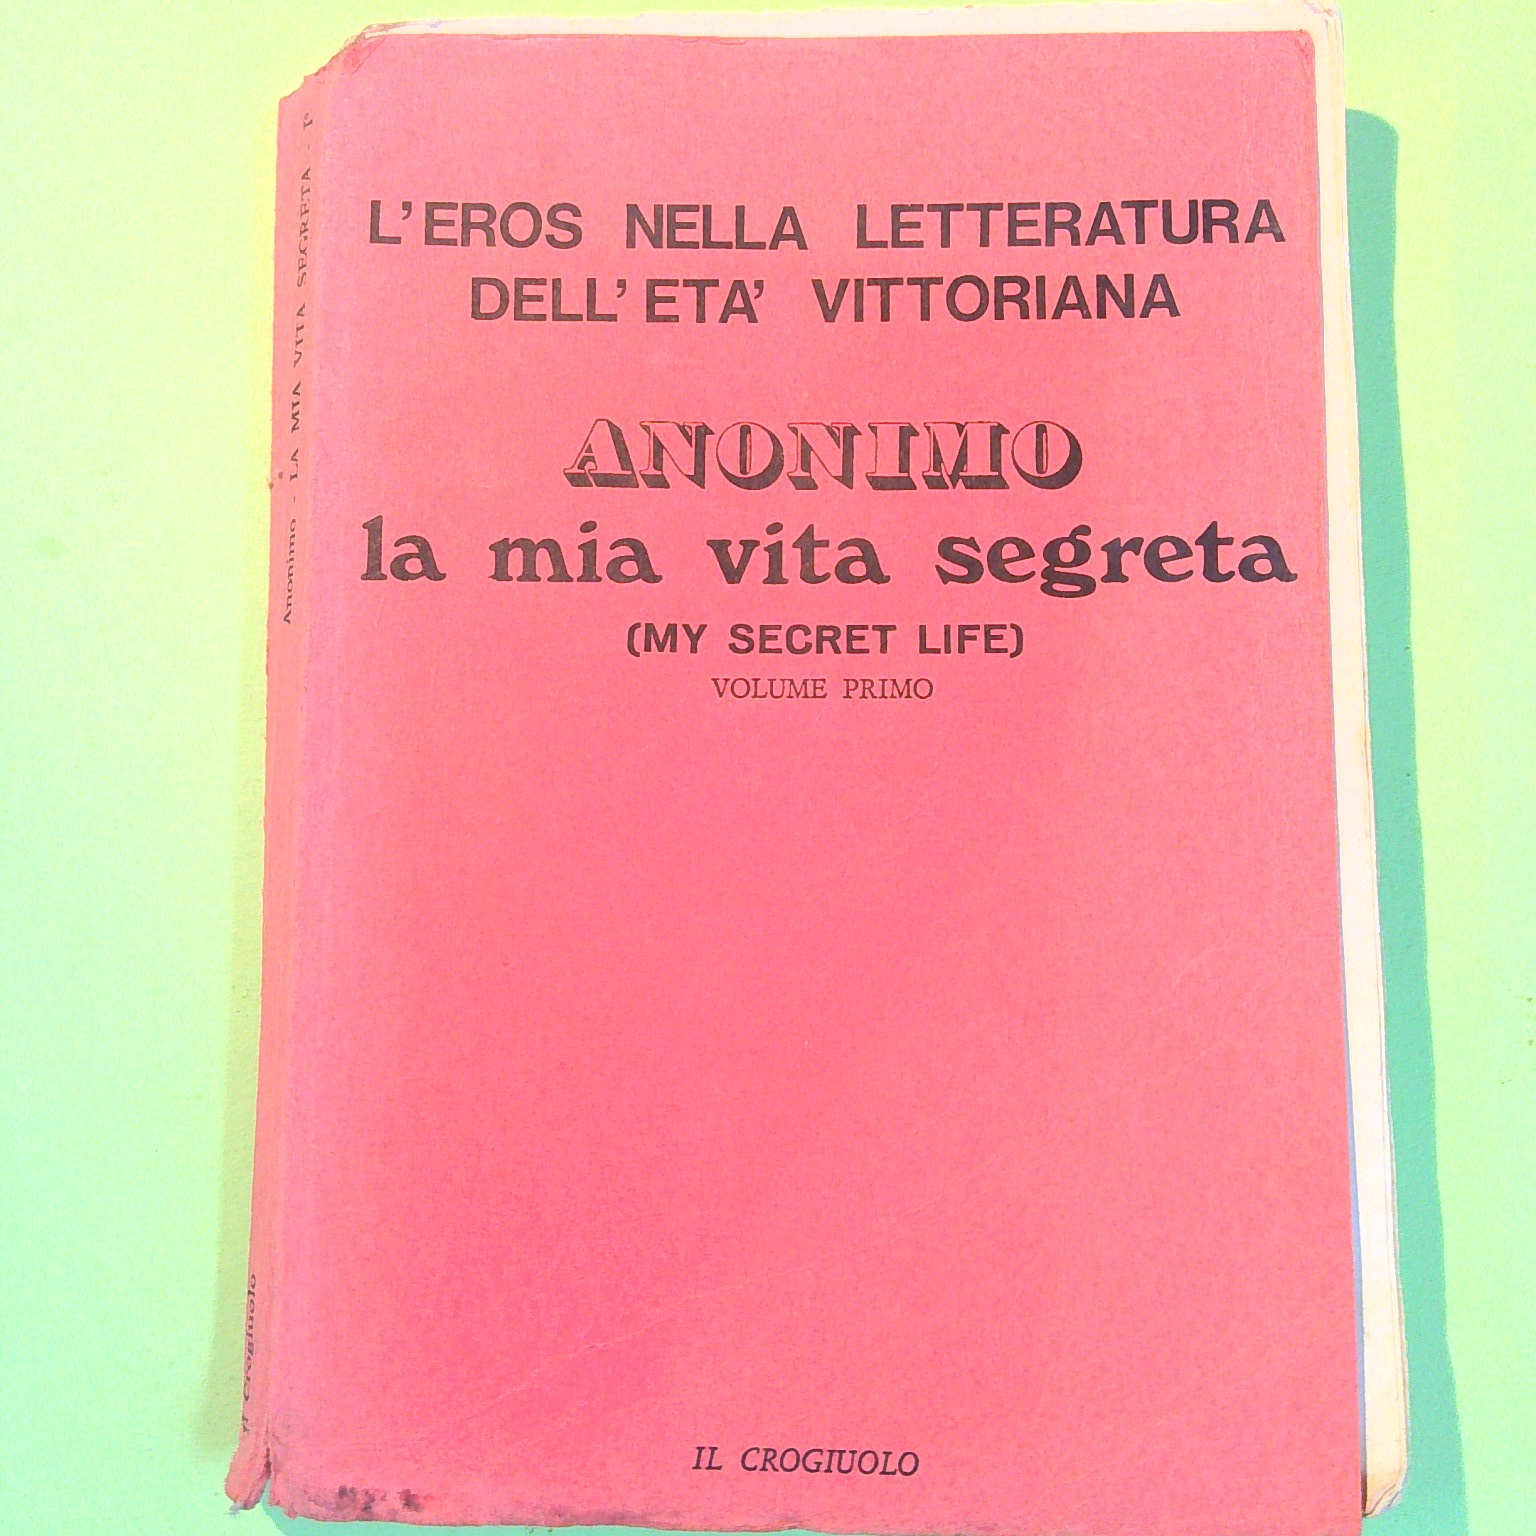 L'EROS NELLA LETTERATURA
DELL'ETA' VITTORIANA
ANONIMO
la mia vita segreta
(MY SECRET LIFE)
VOLUME PRIMO
IL CROGIUOLO
Anonimo - LA MIA VITA SEGRETA - I°
Il Crogiuolo